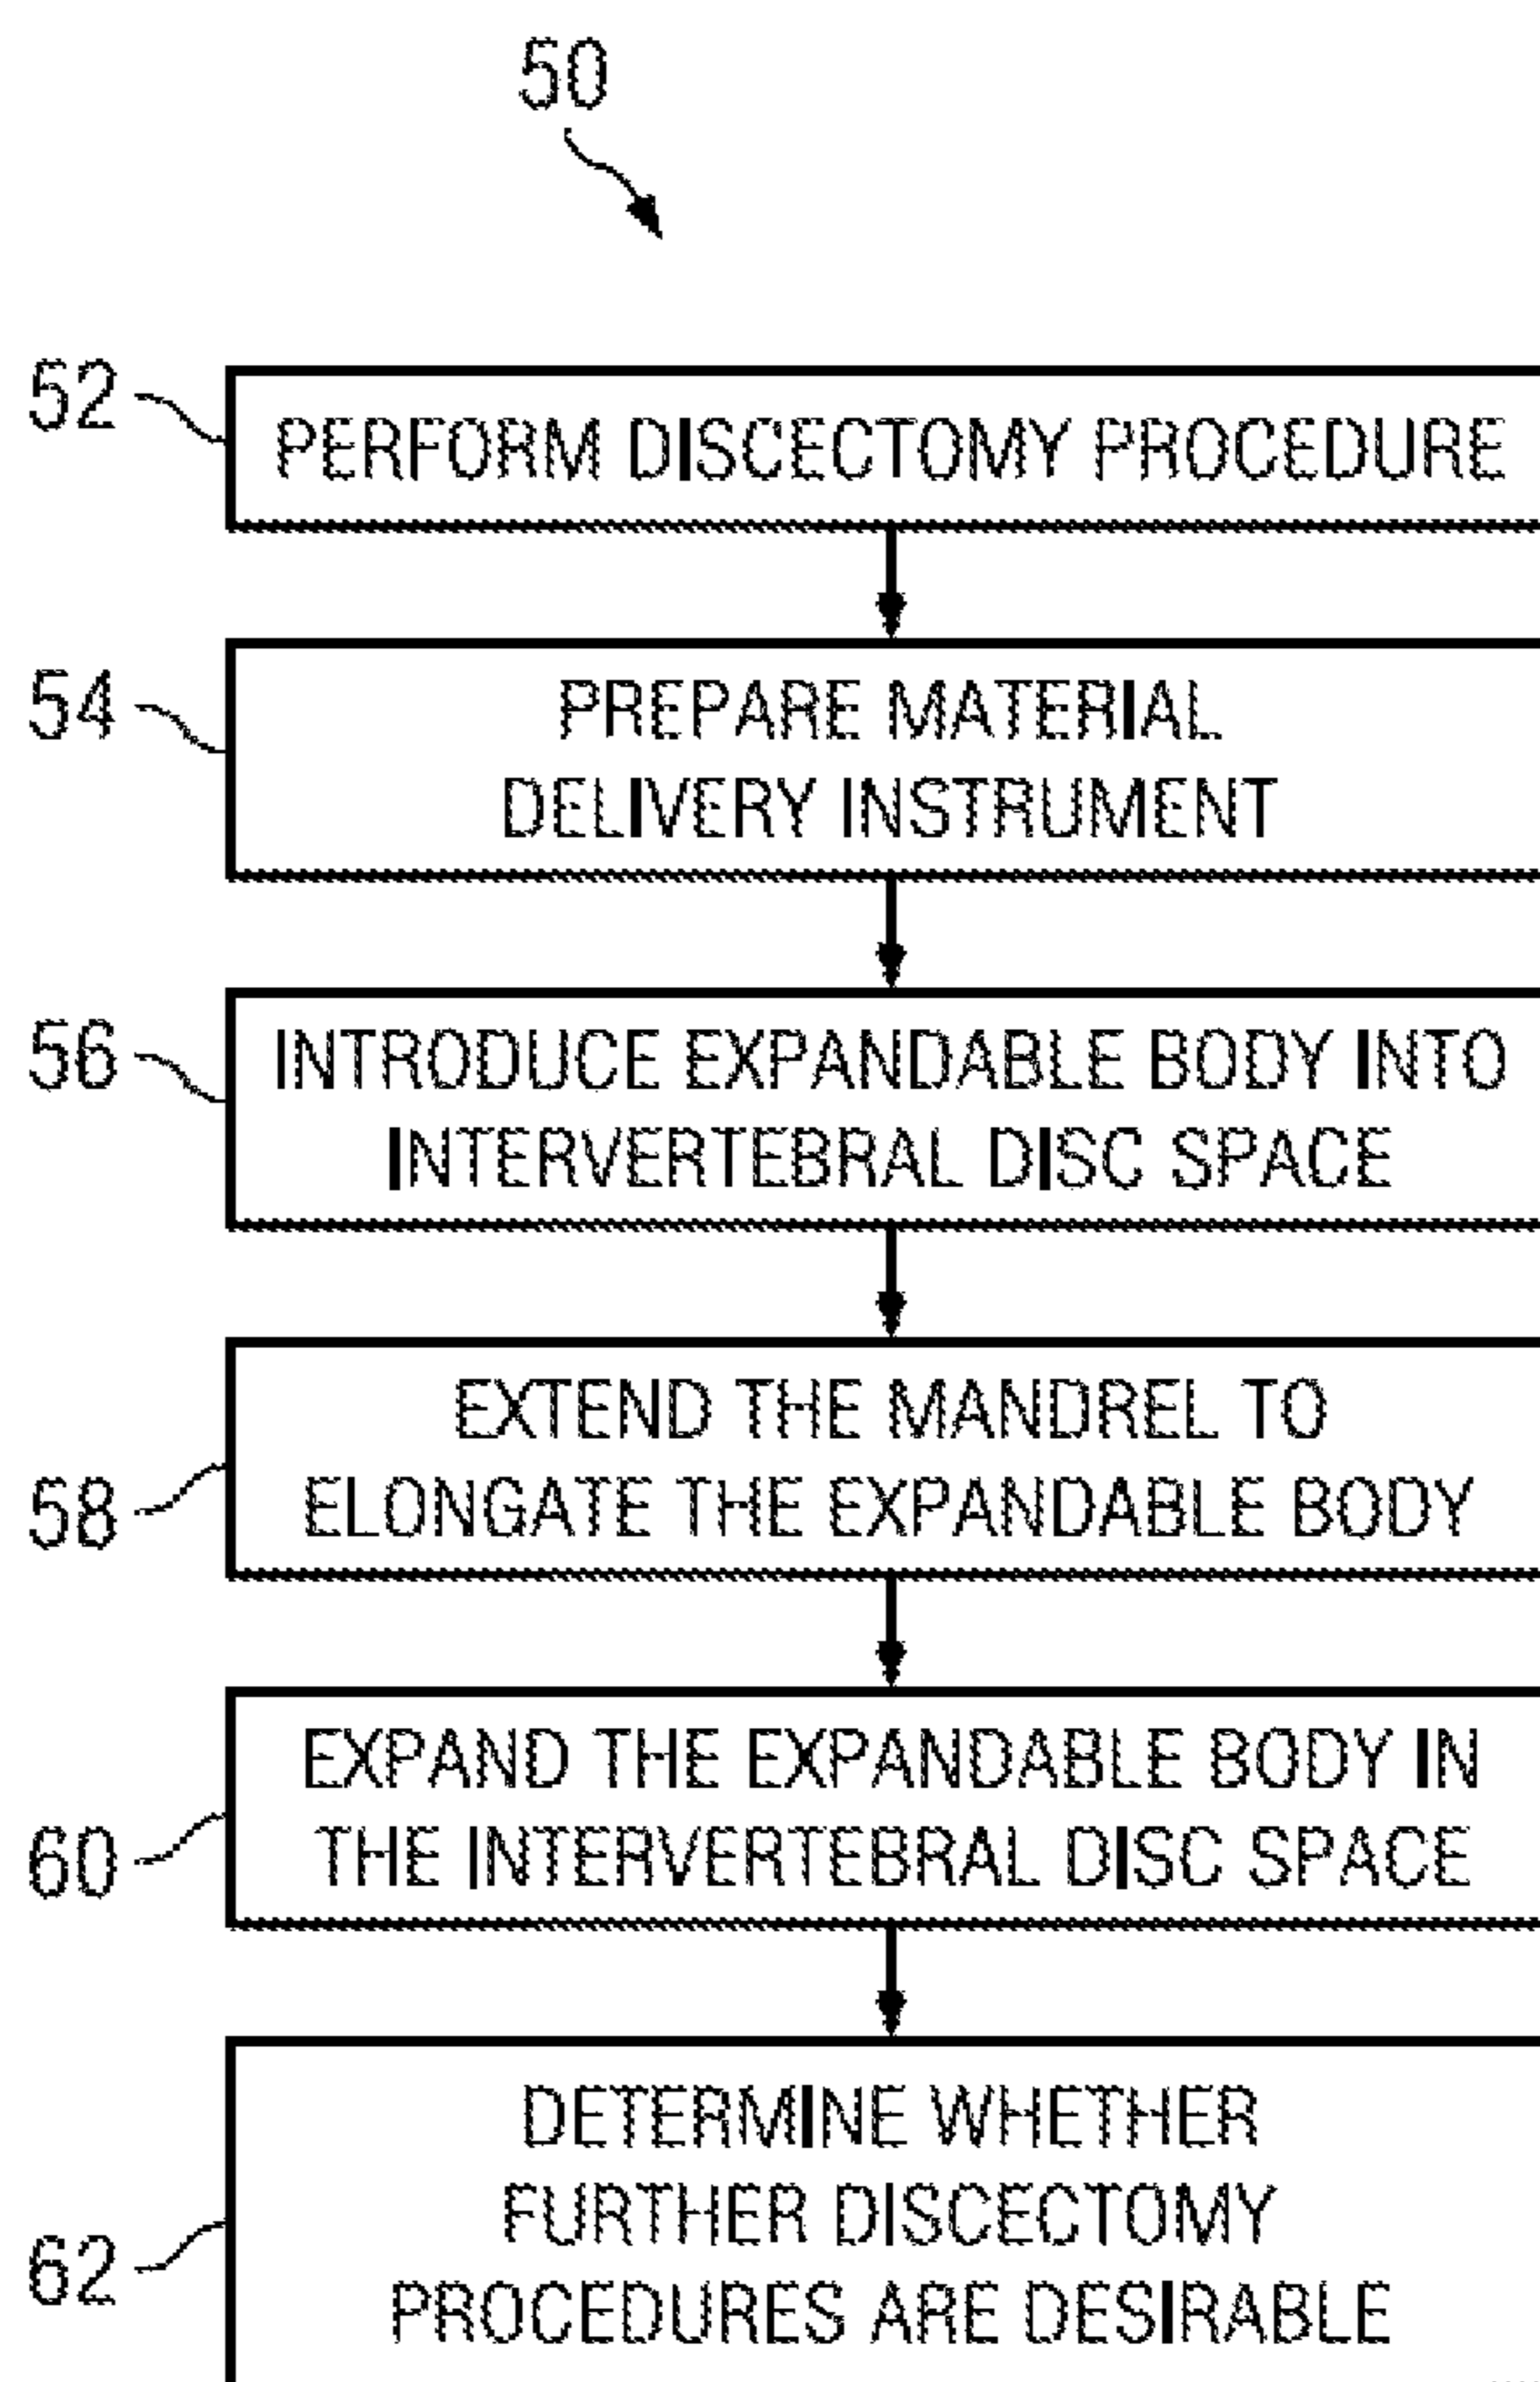 50
52
PERFORM DISCECTOMY PROCEDURE
54
PREPARE MATERIAL
DELIVERY INSTRUMENT
56
INTRODUCE EXPANDABLE BODY INTO
INTERVERTEBRAL DISC SPACE
58
EXTEND THE MANDREL TO
ELONGATE THE EXPANDABLE BODY
60
EXPAND THE EXPANDABLE BODY IN
THE INTERVERTEBRAL DISC SPACE
62
DETERMINE WHETHER
FURTHER DISCECTOMY
PROCEDURES ARE DESIRABLE